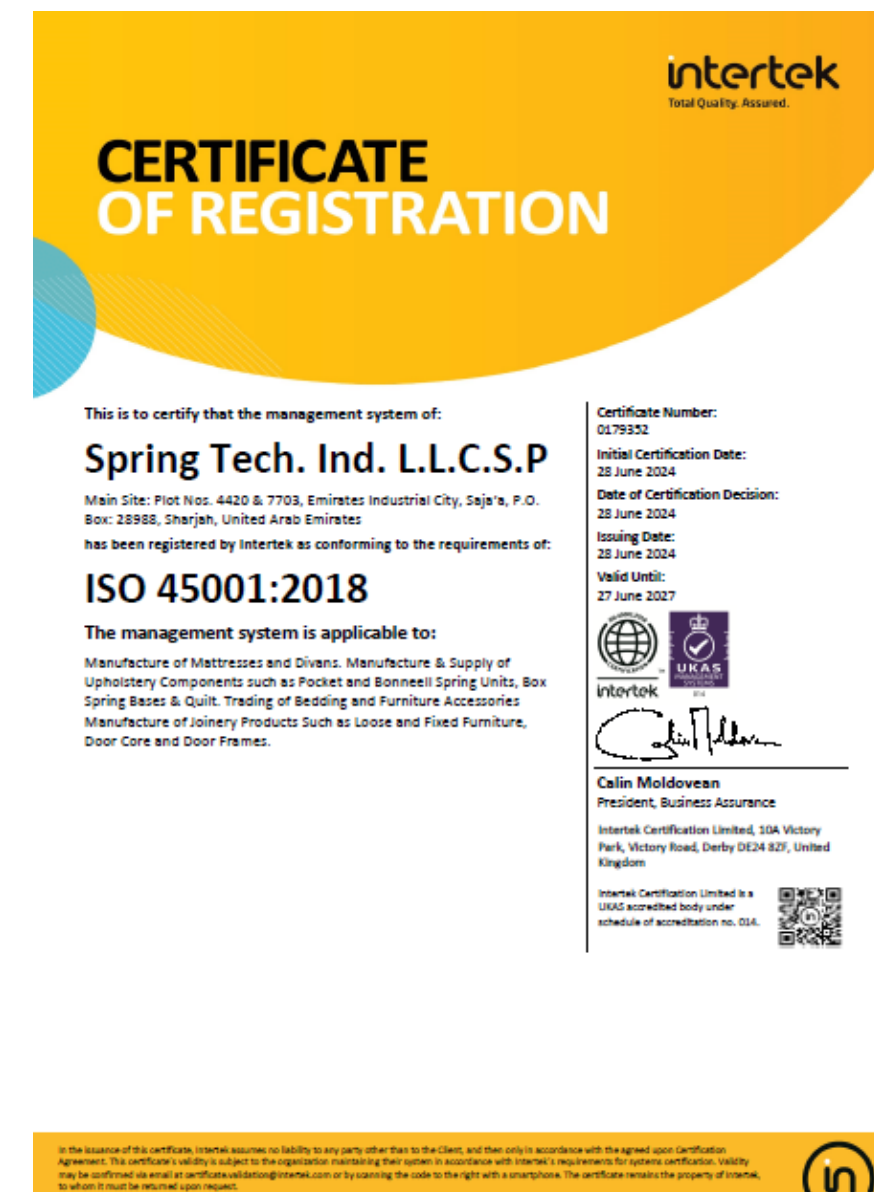 intertek
Total Quality. Assured.
CERTIFICATE
OF REGISTRATION
This is to certify that the management system of:
Spring Tech. Ind. L.L.C.S.P
Main Site: Plot Nos. 4420 & 7703, Emirates Industrial City, Saja'a, P.O.
Box: 28988, Sharjah, United Arab Emirates
has been registered by Intertek as conforming to the requirements of:
ISO 45001:2018
The management system is applicable to:
Manufacture of Mattresses and Divans. Manufacture & Supply of
Upholstery Components such as Pocket and Bonneell Spring Units, Box
Spring Bases & Quilt. Trading of Bedding and Furniture Accessories
Manufacture of Joinery Products Such as Loose and Fixed Furniture,
Door Core and Door Frames.
Certificate Number:
0179352
Initial Certification Date:
28 June 2024
Date of Certification Decision:
28 June 2024
Issuing Date:
28 June 2024
Valid Until:
27 June 2027
intertek
UKAS
MANAGEMENT
SYSTEMS
014
Calin Moldovean
President, Business Assurance
Intertek Certification Limited, 10A Victory
Park, Victory Road, Derby DE24 8ZF, United
Kingdom
Intertek Certification Limited is a
UKAS accredited body under
schedule of accreditation no. 014.
in
In the issuance of this certificate, Intertek assumes no liability to any party other than to the Client, and then only in accordance with the agreed upon Certification
Agreement. This certificate's validity is subject to the organization maintaining their system in accordance with Intertek's requirements for systems certification. Validity
may be confirmed via email at certificate.validation@intertek.com or by scanning the code to the right with a smartphone. The certificate remains the property of Intertek,
to whom it must be returned upon request.
in